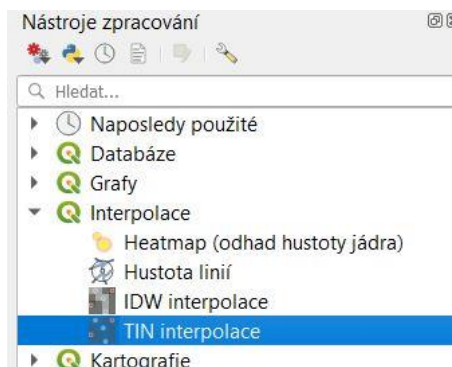 Nástroje zpracování
Hledat...
Naposledy použité
Databáze
Grafy
Interpolace
Heatmap (odhad hustoty jádra)
Hustota linií
IDW interpolace
TIN interpolace
Kartografie